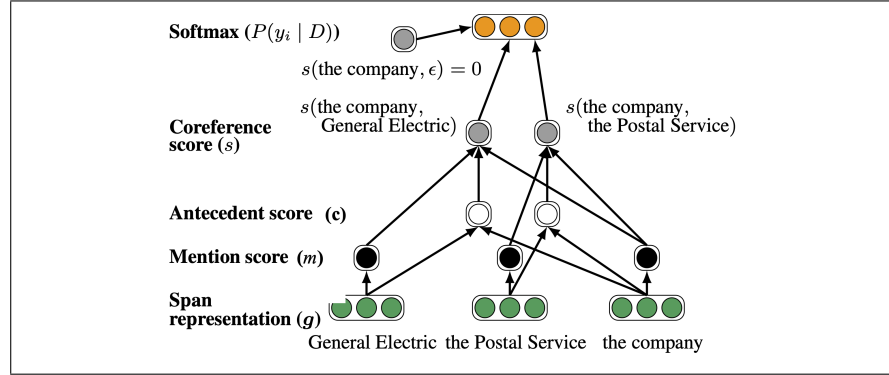 Softmax (P(y_i | D))
s(the company, ϵ) = 0
s(the company,
General Electric)
s(the company,
the Postal Service)
Coreference
score (s)
Antecedent score (c)
Mention score (m)
Span
representation (g)
General Electric the Postal Service the company